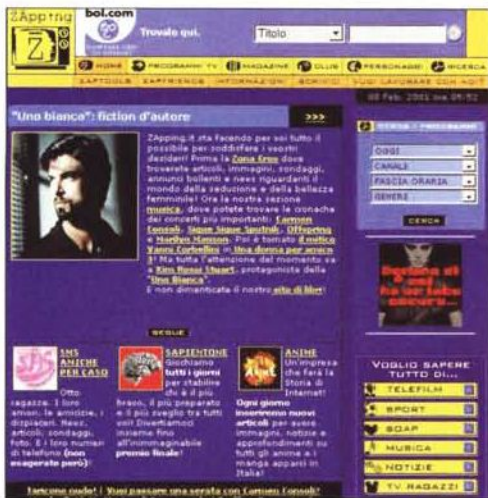 ZApping
Z
bol.com
Trovalo qui.
Titolo
HOME PROGRAMMI TV MAGAZINE CLUB PERSONAGGI RICERCA
ZAPTOOLS ZAPFRIENDS INFORMAZIONI SCRIVICI VUOI LAVORARE CON NOI?
08 Feb. 2001 ore 09:52
"Uno bianca": fiction d'autore
>>>
ZApping.it sta facendo per voi tutto il
possibile per soddisfare i vostri
desideri! Prima la Zona Eros dove
troverete articoli, immagini, sondaggi,
annunci bollenti e news riguardanti il
mondo della seduzione e della bellezza
femminile! Ora la nostra sezione
musica, dove potete trovare le cronache
dei concerti più importanti: Carmen
Consoli, Sigue Sigue Sputnik, Offspring
e Marilyn Manson. Poi è tornato il mitico
Vanni Corbellini in Una donna per amico
3! Ma tutta l'attenzione del momento va
a Kim Rossi Stuart, protagonista della
"Uno Bianca".
E non dimenticate il nostro sito di libri!
SEGUE
CERCA I PROGRAMMI
OGGI
CANALE
FASCIA ORARIA
GENERE
CERCA
SMS
AMICHE
PER CASO
Otto
ragazze. I loro
amori, le amicizie, i
dispiaceri. News,
articoli, sondaggi,
foto. E i loro numeri
di telefono (non
esagerate però)!
SAPIENTONE
Giochiamo
tutti i giorni
per stabilire
chi è il più
bravo, il più preparato
e il più sveglio tra tutti
voi! Divertiamoci
insieme fino
all'inimmaginabile
premio finale!
ANIME
Un'impresa
che farà la
Storia di
Internet!
Ogni giorno
inseriremo nuovi
articoli per avere
immagini, notizie e
approfondimenti su
tutti gli anime e i
manga apparsi in
Italia!
VOGLIO SAPERE
TUTTO DI...
TELEFILM
SPORT
SOAP
MUSICA
NOTIZIE
TV RAGAZZI
Vuoi passare una serata con Carmen Consoli?